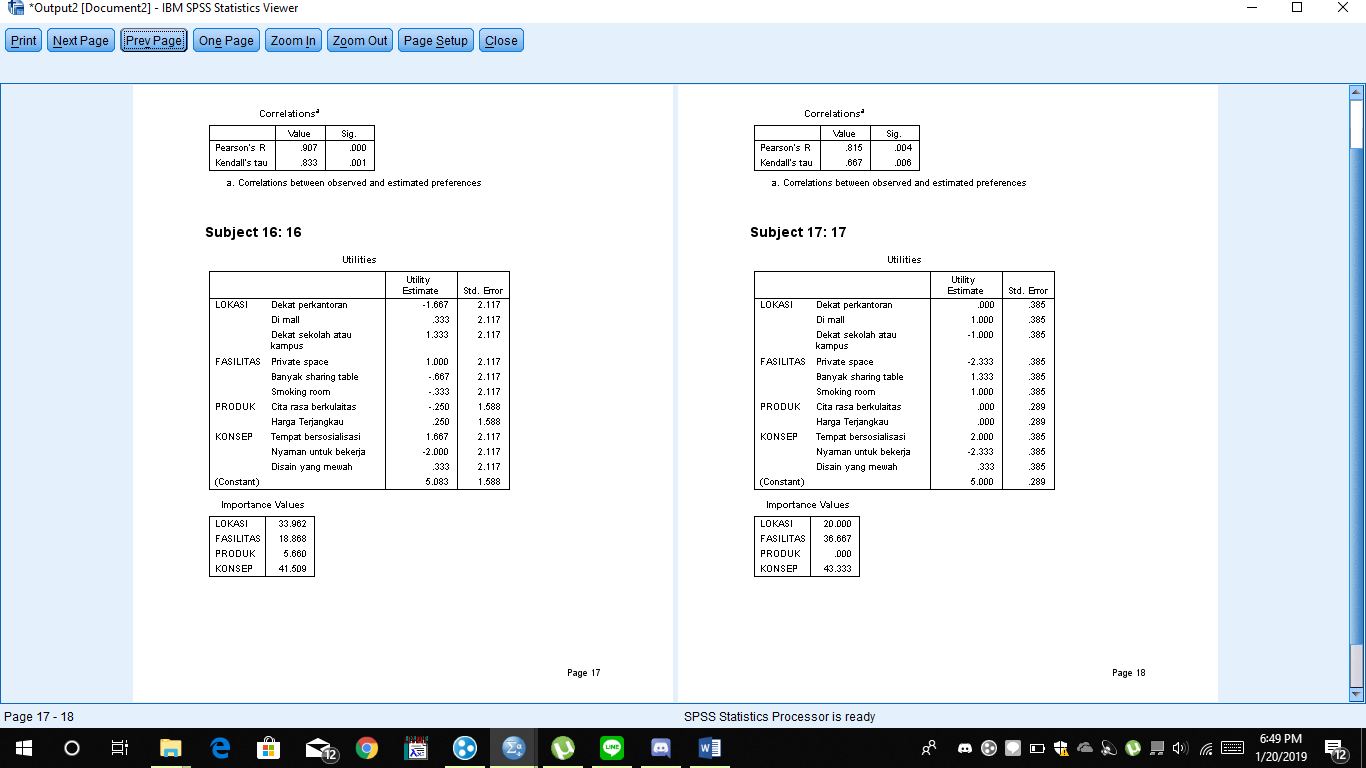 *Output2 [Document2] - IBM SPSS Statistics Viewer
Print Next Page Prev Page One Page Zoom In Zoom Out Page Setup Close
Correlationsa
Value Sig.
Pearson's R .907 .000
Kendall's tau .833 .001
a. Correlations between observed and estimated preferences
Subject 16: 16
Utilities
Utility Estimate Std. Error
LOKASI Dekat perkantoran -1.667 2.117
Di mall .333 2.117
Dekat sekolah atau kampus 1.333 2.117
FASILITAS Private space 1.000 2.117
Banyak sharing table -.667 2.117
Smoking room -.333 2.117
PRODUK Cita rasa berkulaitas -.250 1.588
Harga Terjangkau .250 1.588
KONSEP Tempat bersosialisasi 1.667 2.117
Nyaman untuk bekerja -2.000 2.117
Disain yang mewah .333 2.117
(Constant) 5.083 1.588
Importance Values
LOKASI 33.962
FASILITAS 18.868
PRODUK 5.660
KONSEP 41.509
Page 17
Correlationsa
Value Sig.
Pearson's R .815 .004
Kendall's tau .667 .006
a. Correlations between observed and estimated preferences
Subject 17: 17
Utilities
Utility Estimate Std. Error
LOKASI Dekat perkantoran .000 .385
Di mall 1.000 .385
Dekat sekolah atau kampus -1.000 .385
FASILITAS Private space -2.333 .385
Banyak sharing table 1.333 .385
Smoking room 1.000 .385
PRODUK Cita rasa berkulaitas .000 .289
Harga Terjangkau .000 .289
KONSEP Tempat bersosialisasi 2.000 .385
Nyaman untuk bekerja -2.333 .385
Disain yang mewah .333 .385
(Constant) 5.000 .289
Importance Values
LOKASI 20.000
FASILITAS 36.667
PRODUK .000
KONSEP 43.333
Page 18
Page 17 - 18 SPSS Statistics Processor is ready
12
LINE
6:49 PM
1/20/2019
12